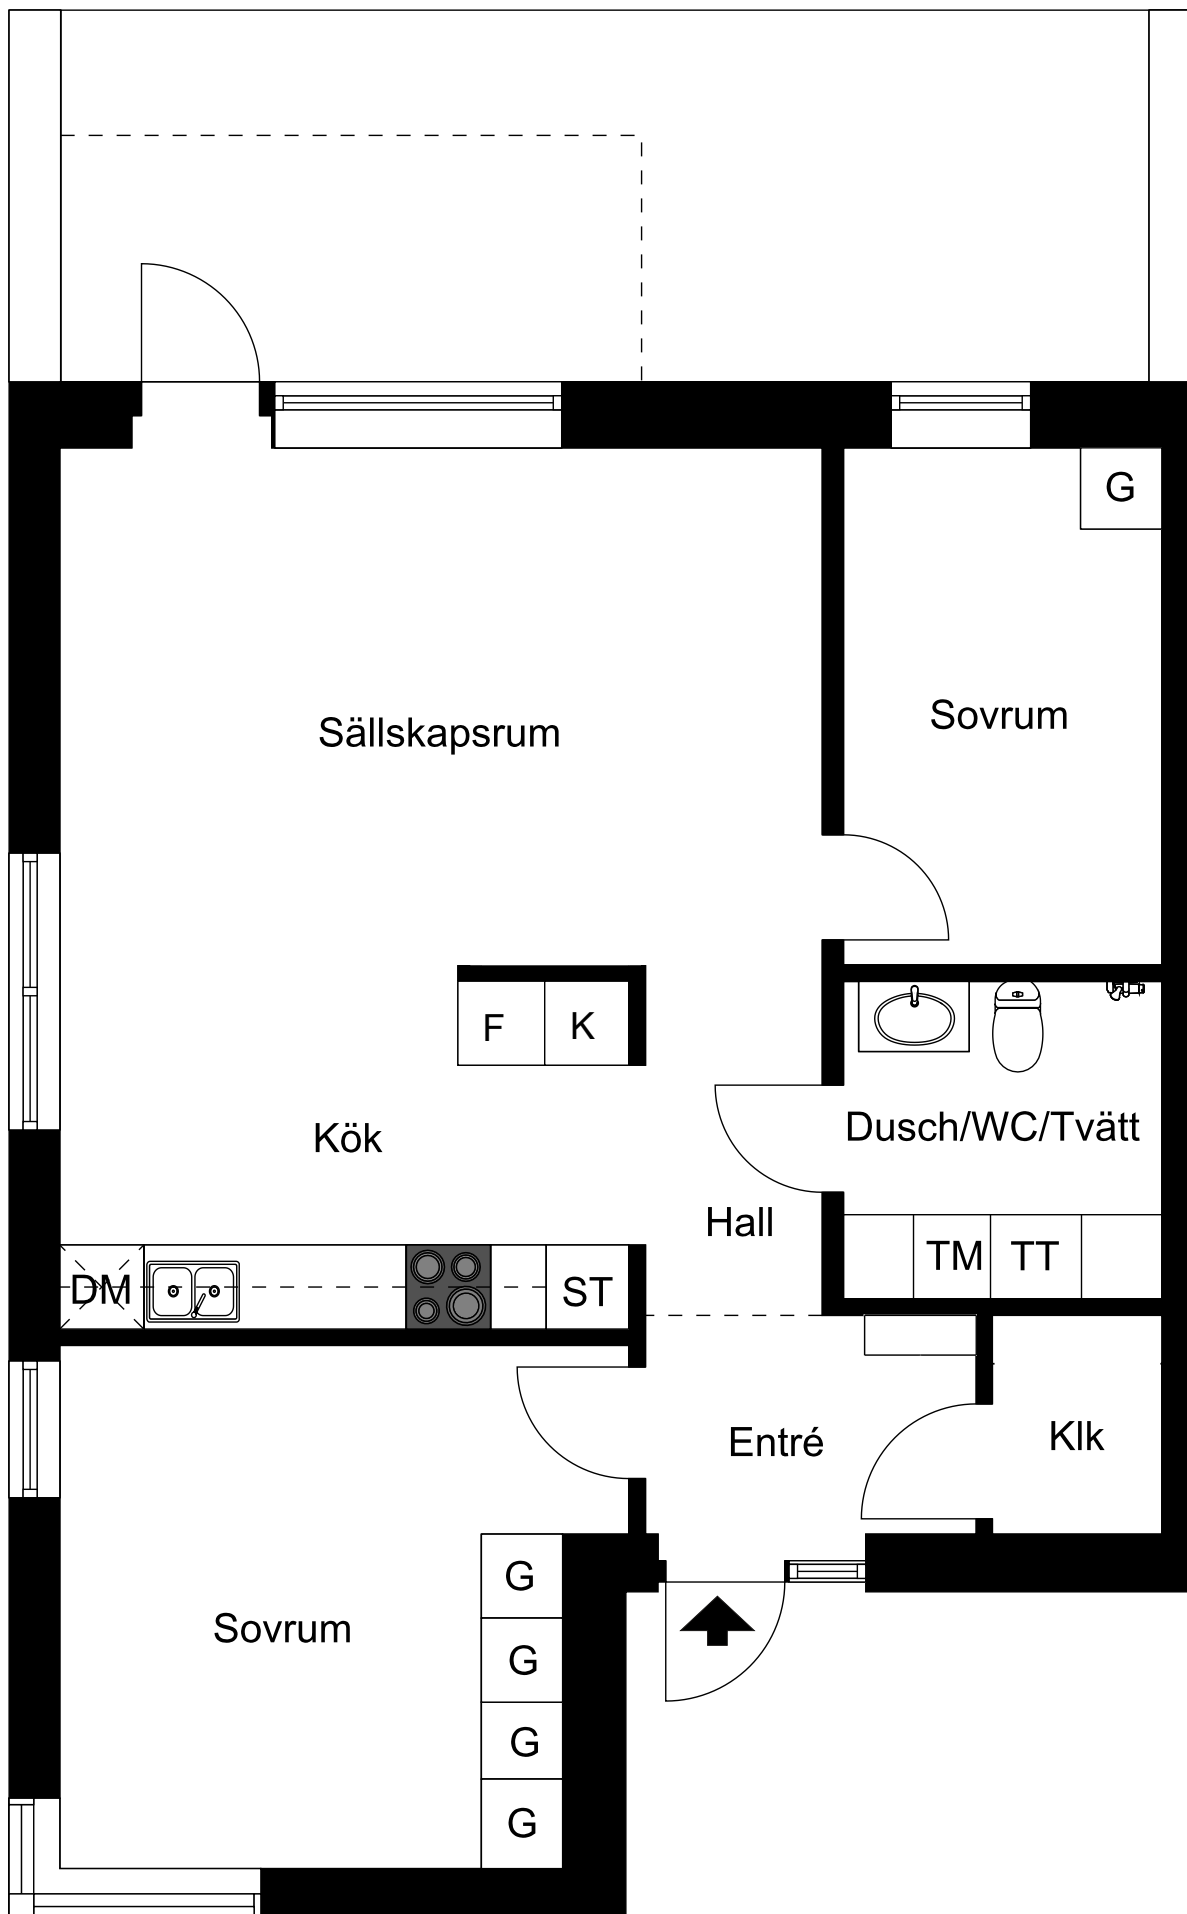 G
Sovrum
Sällskapsrum
F
K
Dusch/WC/Tvätt
Kök
Hall
TM
TT
DM
ST
Klk
Entré
G
Sovrum
G
G
G